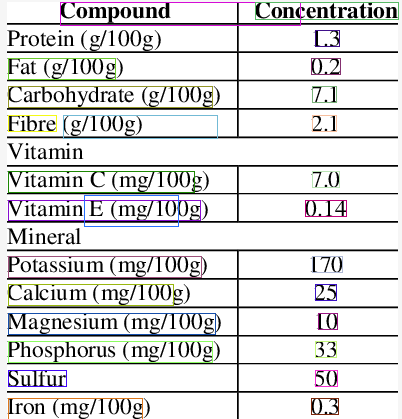 Compound Concentration
Protein (g/100g) 1.3
Fat (g/100g) 0.2
Carbohydrate (g/100g) 7.1
Fibre (g/100g) 2.1
Vitamin
Vitamin C (mg/100g) 7.0
Vitamin E (mg/100g) 0.14
Mineral
Potassium (mg/100g) 170
Calcium (mg/100g) 25
Magnesium (mg/100g) 10
Phosphorus (mg/100g) 33
Sulfur 50
Iron (mg/100g) 0.3